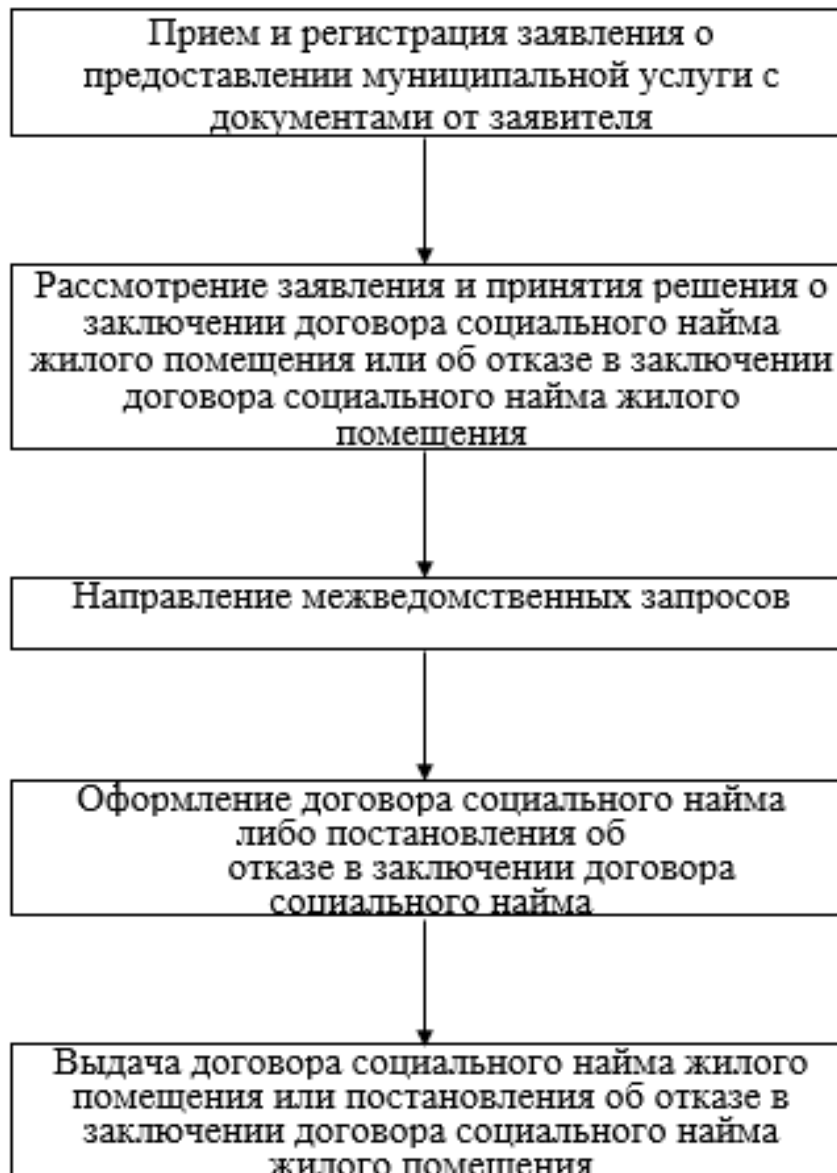 Прием и регистрация заявления о
предоставлении муниципальной услуги с
документами от заявителя
Рассмотрение заявления и принятия решения о
заключении договора социального найма
жилого помещения или об отказе в заключении
договора социального найма жилого
помещения
Направление межведомственных запросов
Оформление договора социального найма
либо постановления об
отказе в заключении договора
социального найма
Выдача договора социального найма жилого
помещения или постановления об отказе в
заключении договора социального найма
жилого помещения